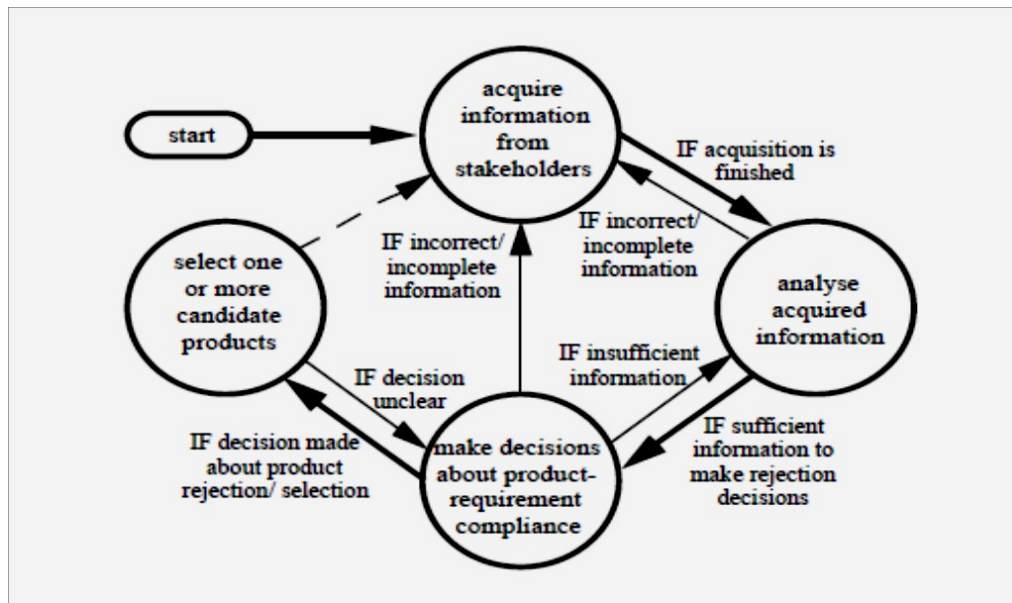 acquire
information
from
stakeholders
start
IF acquisition is
finished
IF incorrect/
incomplete
information
IF incorrect/
incomplete
information
select one
or more
candidate
products
analyse
acquired
information
IF insufficient
information
IF decision
unclear
IF decision made
about product
rejection/ selection
make decisions
about product-
requirement
compliance
IF sufficient
information to
make rejection
decisions